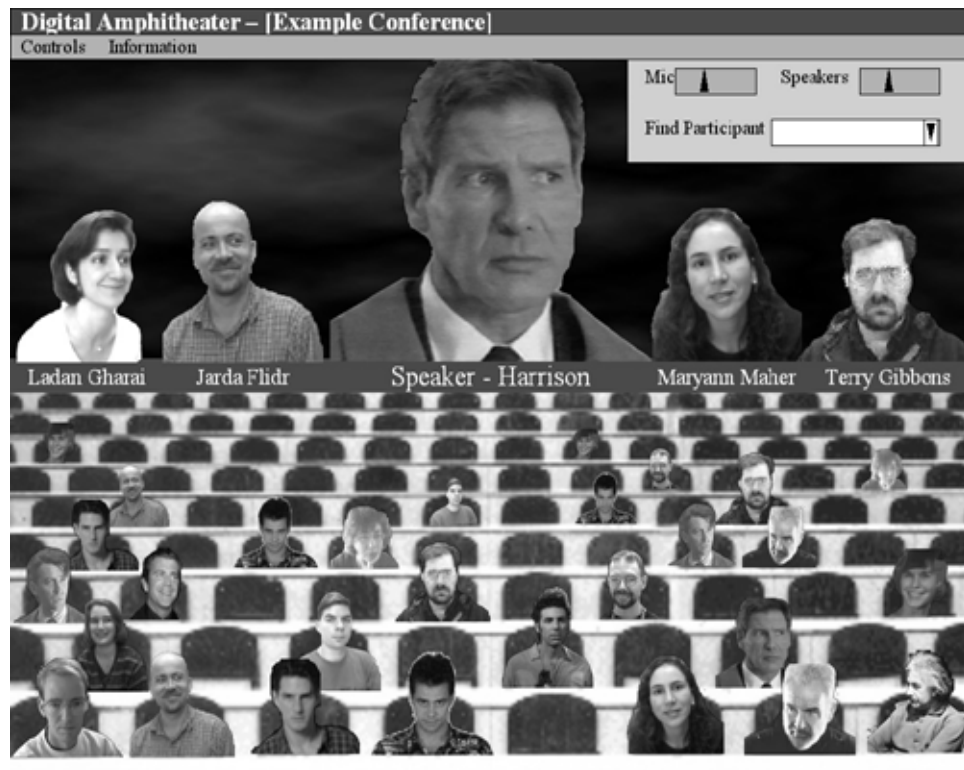 Digital Amphitheater – [Example Conference]
Controls Information
Mic Speakers
Find Participant
Ladan Gharai Jarda Flidr Speaker - Harrison Maryann Maher Terry Gibbons